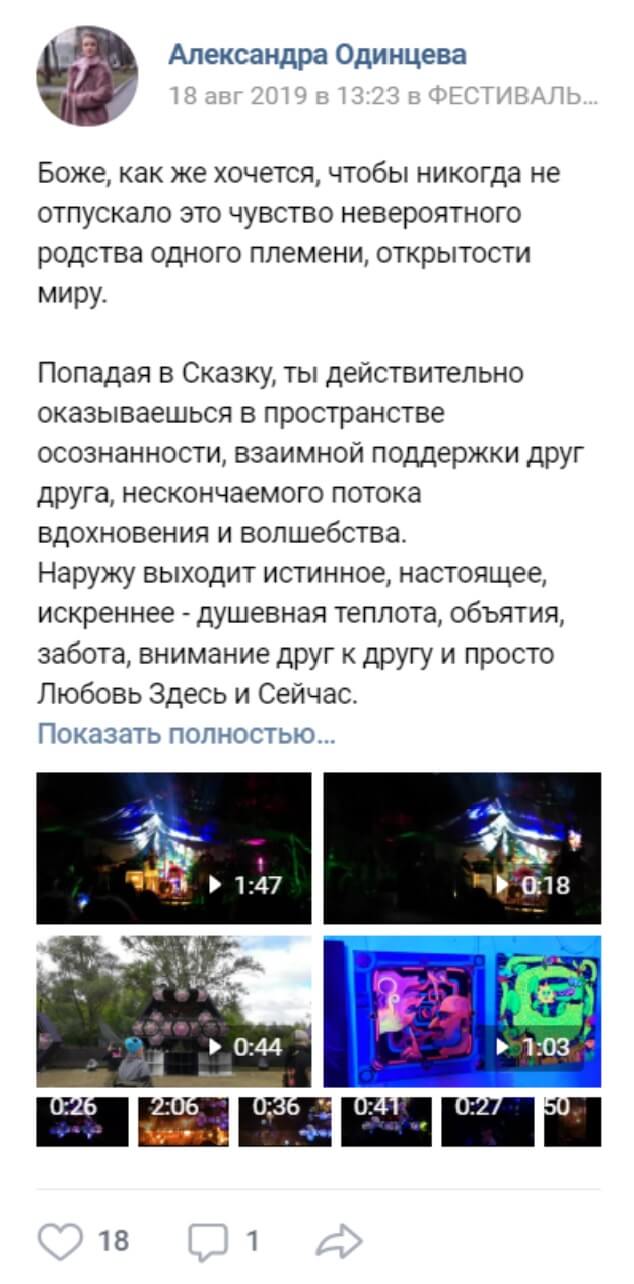 Александра Одинцева
18 авг 2019 в 13:23 в ФЕСТИВАЛЬ...
Боже, как же хочется, чтобы никогда не
отпускало это чувство невероятного
родства одного племени, открытости
миру.
Попадая в Сказку, ты действительно
оказываешься в пространстве
осознанности, взаимной поддержки друг
друга, нескончаемого потока
вдохновения и волшебства.
Наружу выходит истинное, настоящее,
искреннее - душевная теплота, объятия,
забота, внимание друг к другу и просто
Любовь Здесь и Сейчас.
Показать полностью...
1:47 0:18
0:44 1:03
0:26 2:06 0:36 0:41 0:27 50
18 1